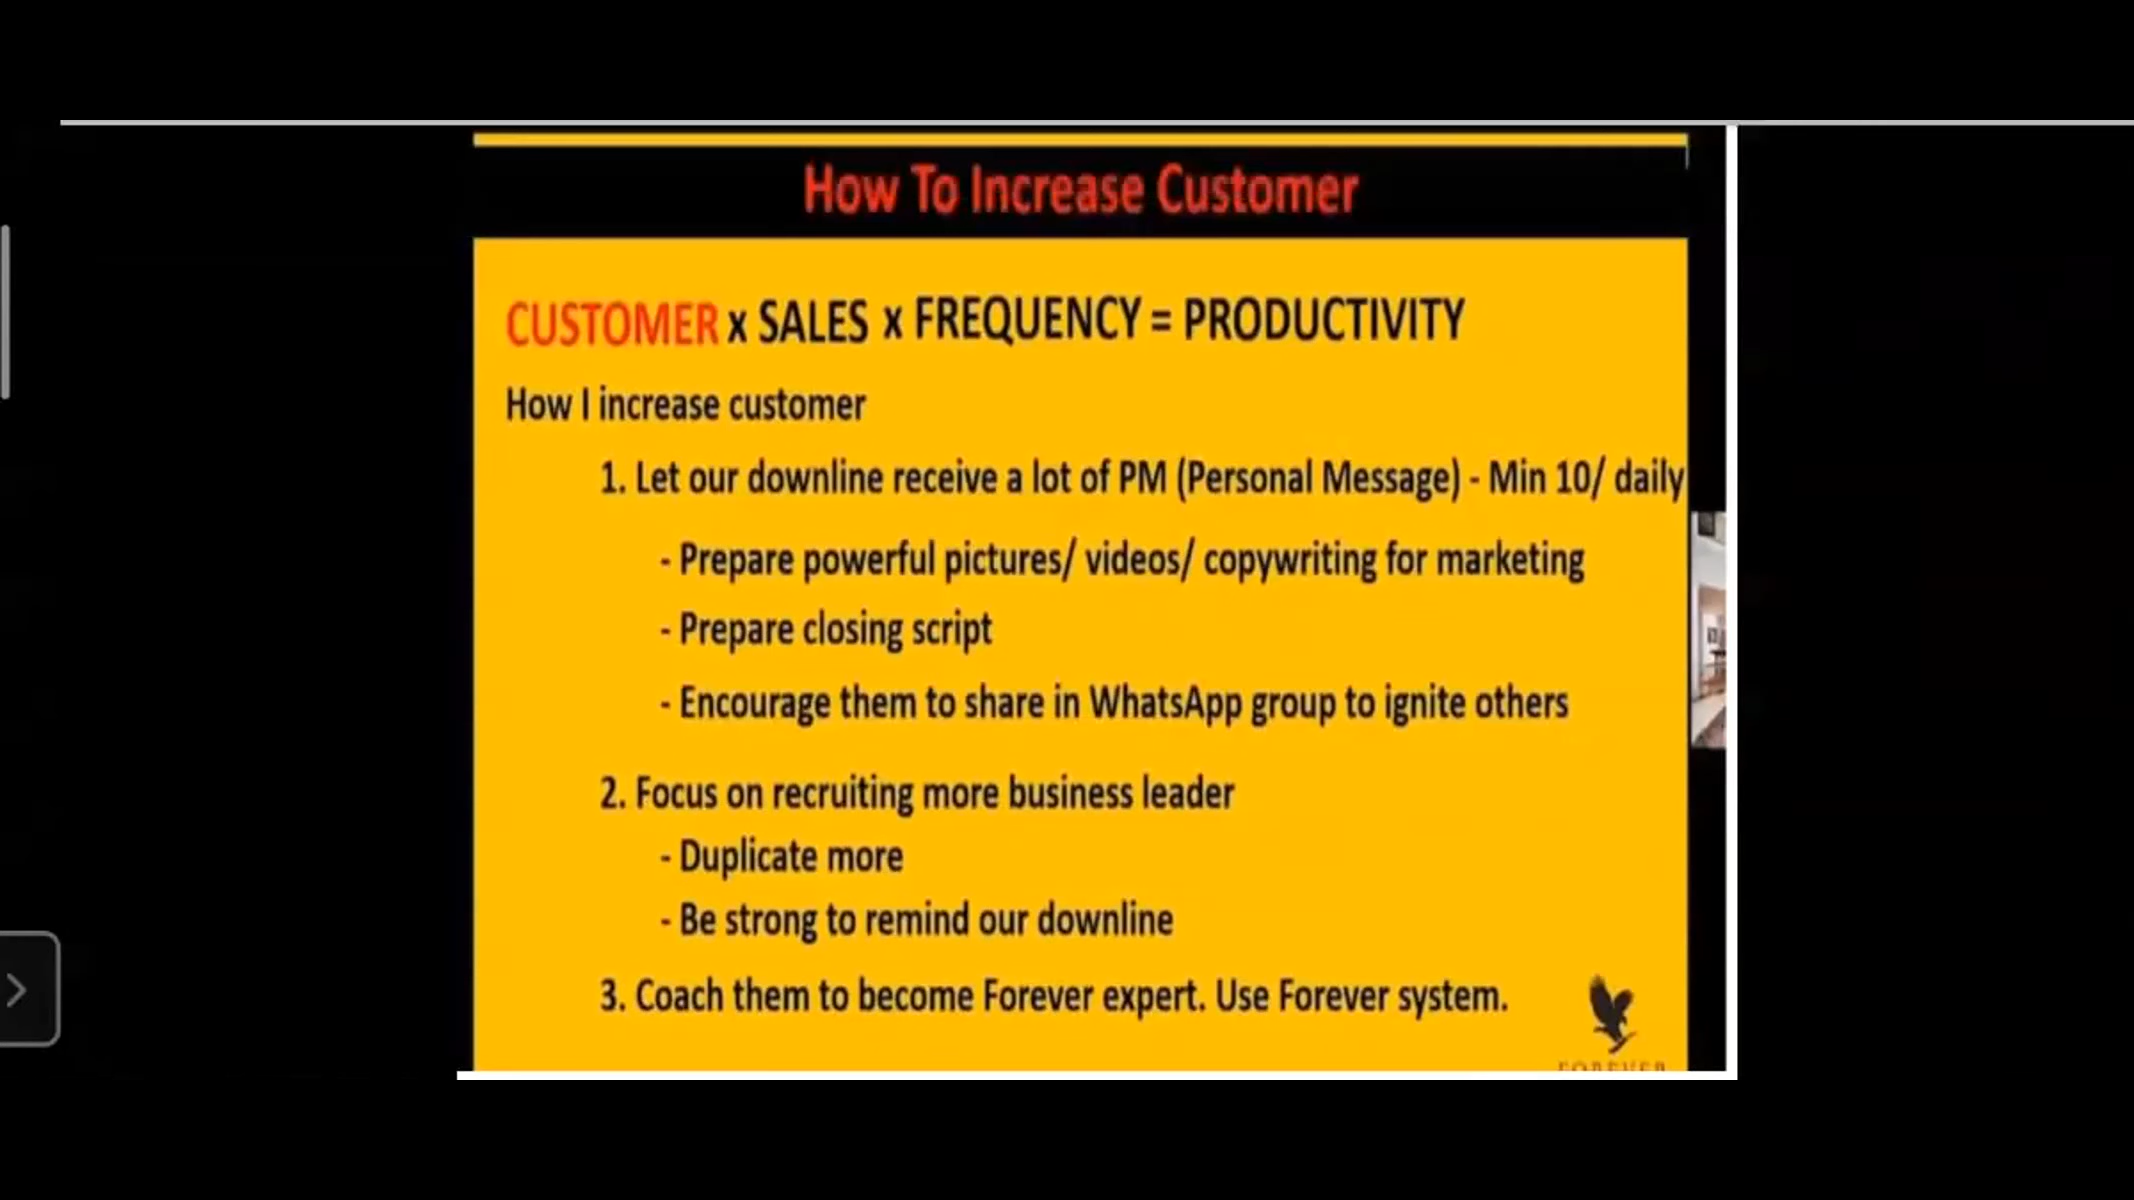 How To Increase Customer
CUSTOMER x SALES x FREQUENCY = PRODUCTIVITY
How I increase customer
1. Let our downline receive a lot of PM (Personal Message) - Min 10/ daily
- Prepare powerful pictures/ videos/ copywriting for marketing
- Prepare closing script
- Encourage them to share in WhatsApp group to ignite others
2. Focus on recruiting more business leader
- Duplicate more
- Be strong to remind our downline
3. Coach them to become Forever expert. Use Forever system.
FOREVER